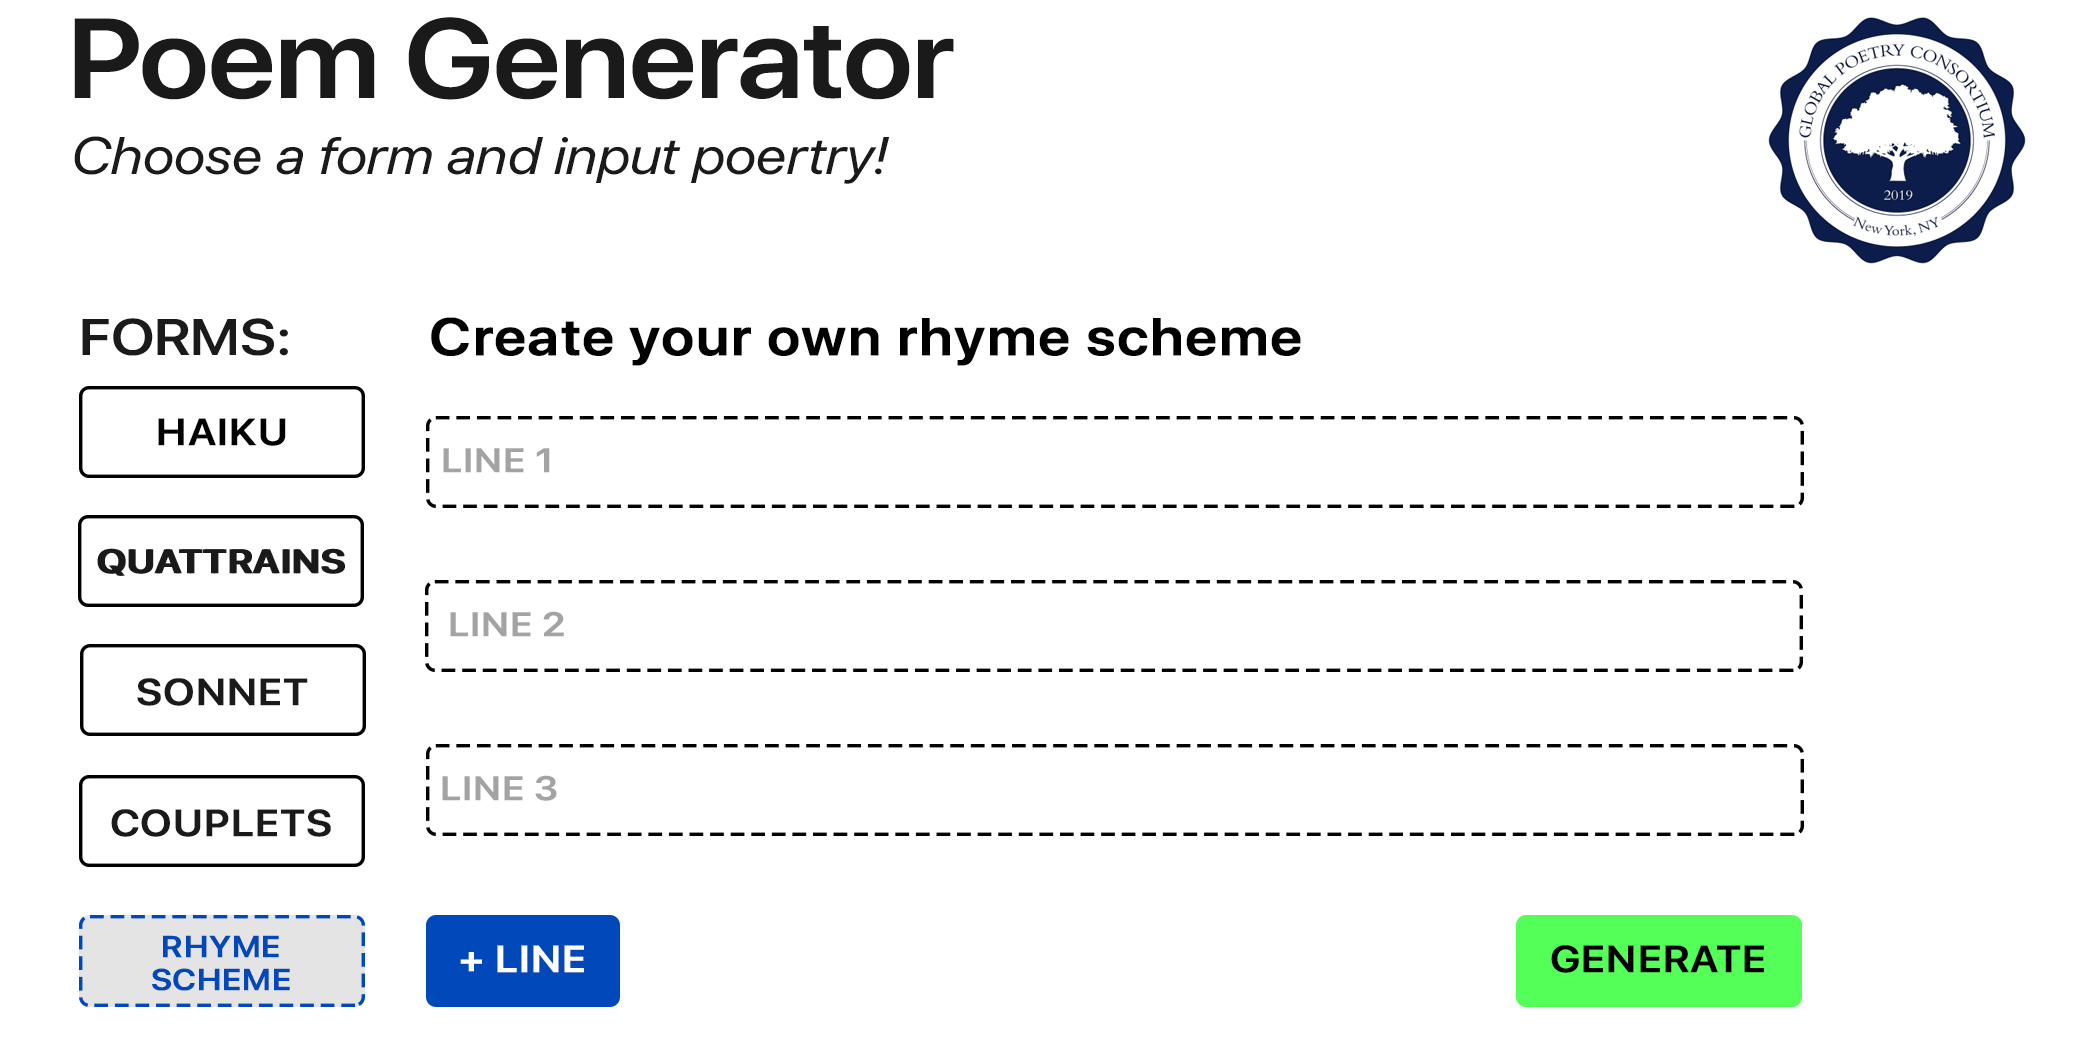 Poem Generator
Choose a form and input poertry!
GLOBAL POETRY CONSORTIUM
2019
New York, NY
FORMS:
HAIKU
QUATTRAINS
SONNET
COUPLETS
RHYME
SCHEME
Create your own rhyme scheme
LINE 1
LINE 2
LINE 3
+ LINE
GENERATE